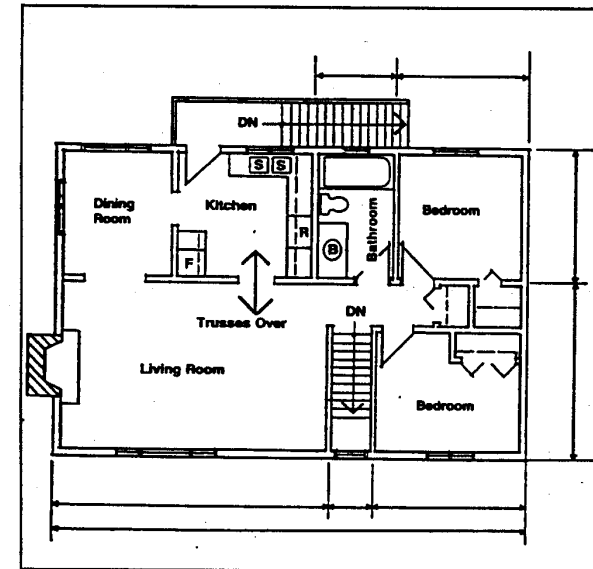 DN
S S
Dining
Room
Kitchen
Bathroom
Bedroom
R
B
F
Trusses Over
DN
Living Room
Bedroom